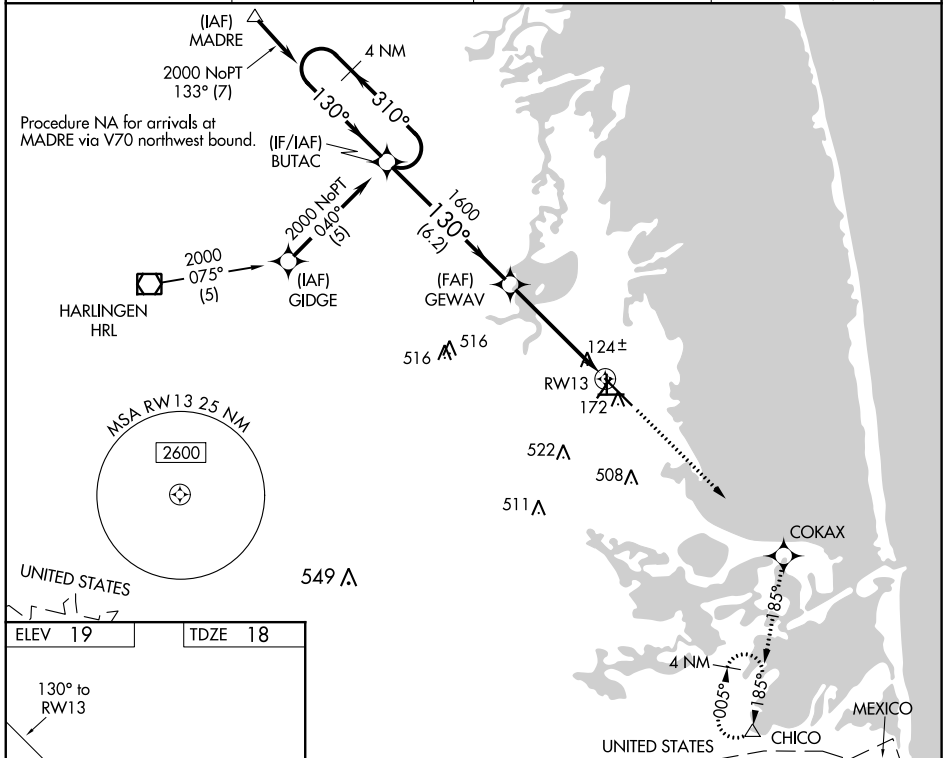 (IAF)
MADRE
4 NM
2000 NoPT
133° (7)
130°
310°
Procedure NA for arrivals at
MADRE via V70 northwest bound.
(IF/IAF)
BUTAC
2000 NoPT
040°
(5)
1600
130°
(6.2)
2000
075°
(5)
(IAF)
GIDGE
(FAF)
GEWAV
HARLINGEN
HRL
516
516
124±
RW13
172
MSA RW13 25 NM
2600
522
508
511
COKAX
549
185°
UNITED STATES
ELEV 19
TDZE 18
4 NM
005°
185°
130° to
RW13
MEXICO
CHICO
UNITED STATES